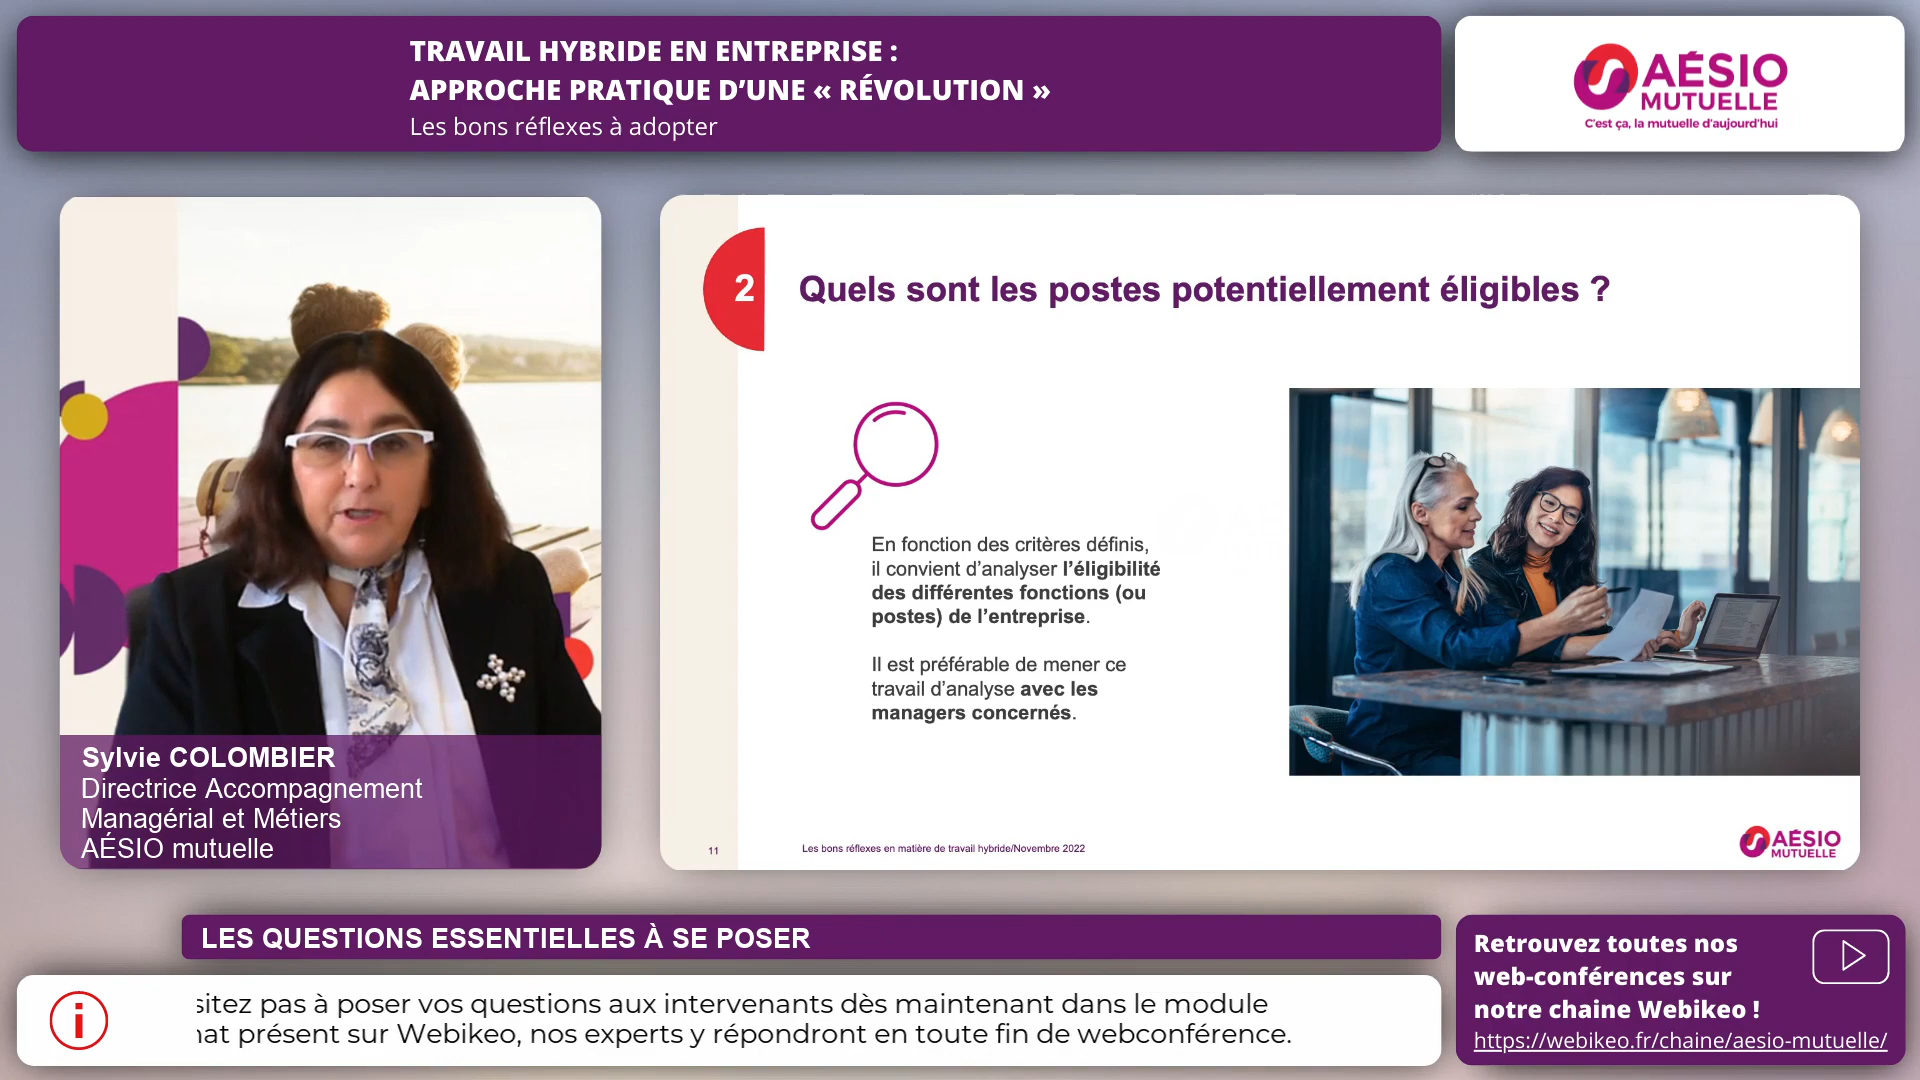 TRAVAIL HYBRIDE EN ENTREPRISE :
APPROCHE PRATIQUE D’UNE « RÉVOLUTION »
Les bons réflexes à adopter
AÉSIO
MUTUELLE
C'est ça, la mutuelle d'aujourd'hui
2
Quels sont les postes potentiellement éligibles ?
En fonction des critères définis,
il convient d’analyser l’éligibilité
des différentes fonctions (ou
postes) de l’entreprise.
Il est préférable de mener ce
travail d’analyse avec les
managers concernés.
11
Les bons réflexes en matière de travail hybride/Novembre 2022
AÉSIO
MUTUELLE
Sylvie COLOMBIER
Directrice Accompagnement
Managérial et Métiers
AÉSIO mutuelle
LES QUESTIONS ESSENTIELLES À SE POSER
i
sitez pas à poser vos questions aux intervenants dès maintenant dans le module
hat présent sur Webikeo, nos experts y répondront en toute fin de webconférence.
Retrouvez toutes nos
web-conférences sur
notre chaine Webikeo !
https://webikeo.fr/chaine/aesio-mutuelle/